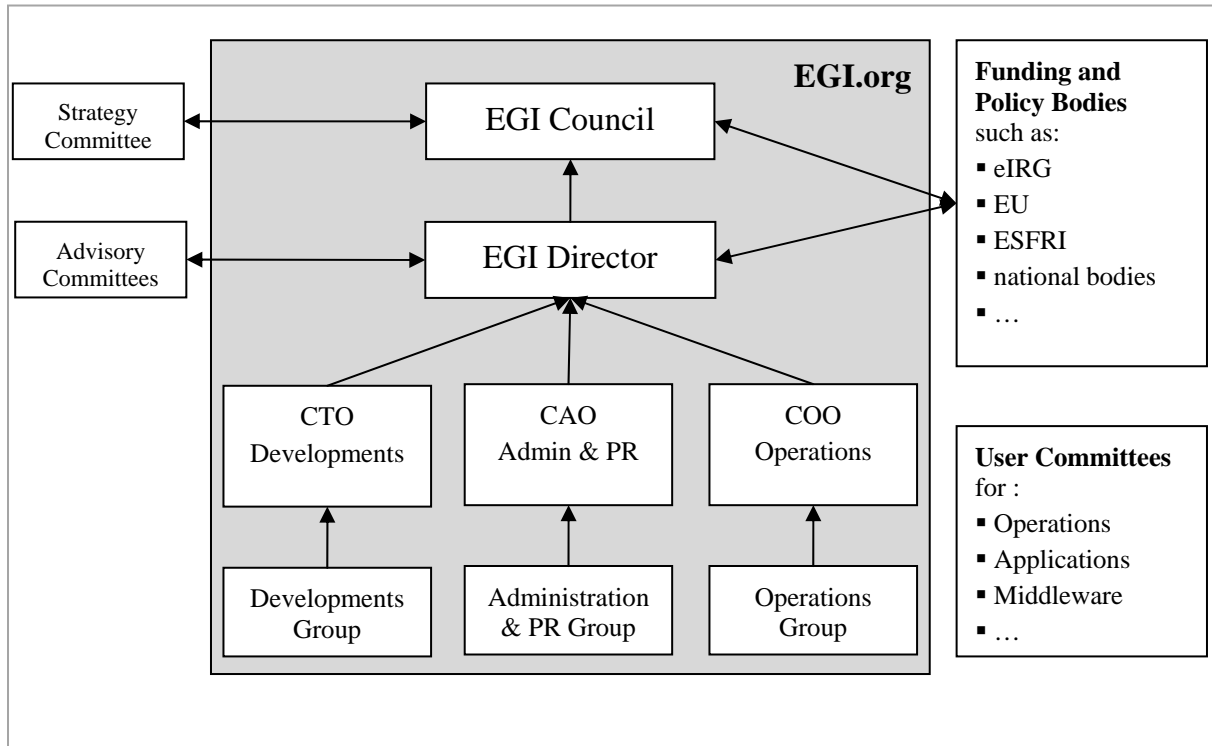 EGI.org
Strategy
Committee
EGI Council
Advisory
Committees
EGI Director
CTO
Developments
CAO
Admin & PR
COO
Operations
Developments
Group
Administration
& PR Group
Operations
Group
Funding and
Policy Bodies
such as:
▪ eIRG
▪ EU
▪ ESFRI
▪ national bodies
▪ …
User Committees
for :
▪ Operations
▪ Applications
▪ Middleware
▪ …